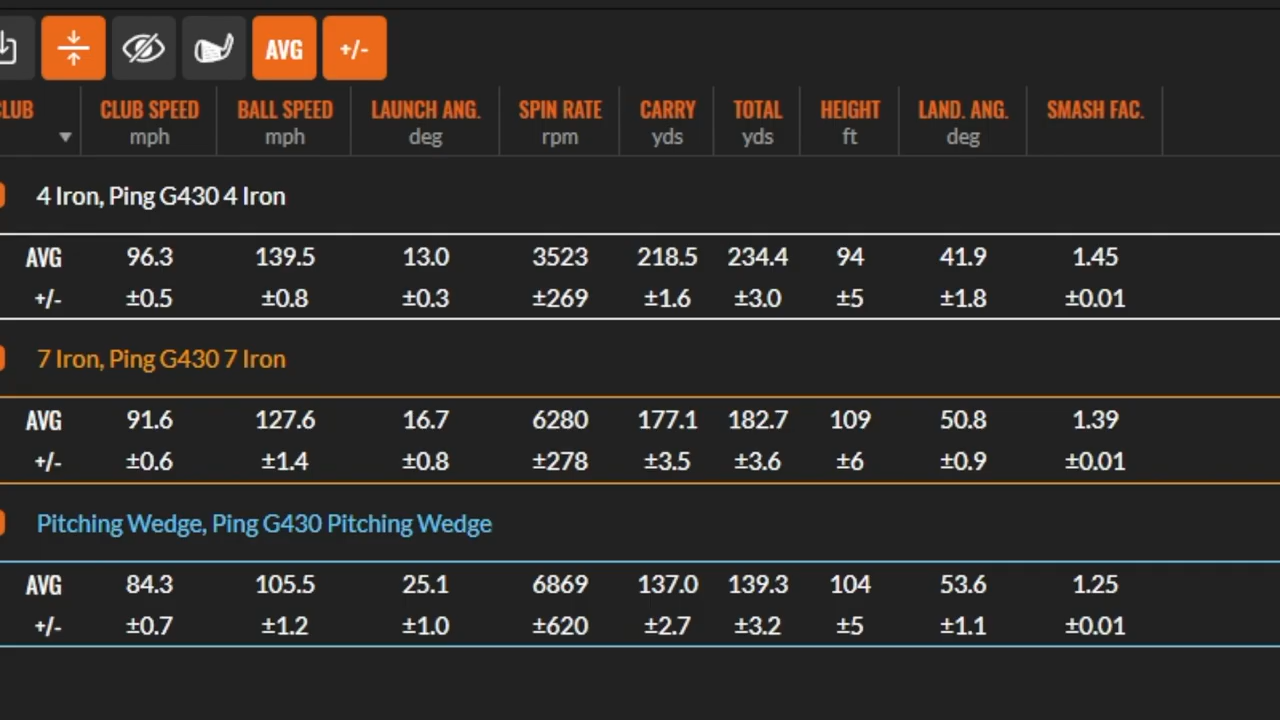 AVG +/-
CLUB CLUB SPEED BALL SPEED LAUNCH ANG. SPIN RATE CARRY TOTAL HEIGHT LAND. ANG. SMASH FAC.
mph mph deg rpm yds yds ft deg
4 Iron, Ping G430 4 Iron
AVG 96.3 139.5 13.0 3523 218.5 234.4 94 41.9 1.45
+/- ±0.5 ±0.8 ±0.3 ±269 ±1.6 ±3.0 ±5 ±1.8 ±0.01
7 Iron, Ping G430 7 Iron
AVG 91.6 127.6 16.7 6280 177.1 182.7 109 50.8 1.39
+/- ±0.6 ±1.4 ±0.8 ±278 ±3.5 ±3.6 ±6 ±0.9 ±0.01
Pitching Wedge, Ping G430 Pitching Wedge
AVG 84.3 105.5 25.1 6869 137.0 139.3 104 53.6 1.25
+/- ±0.7 ±1.2 ±1.0 ±620 ±2.7 ±3.2 ±5 ±1.1 ±0.01